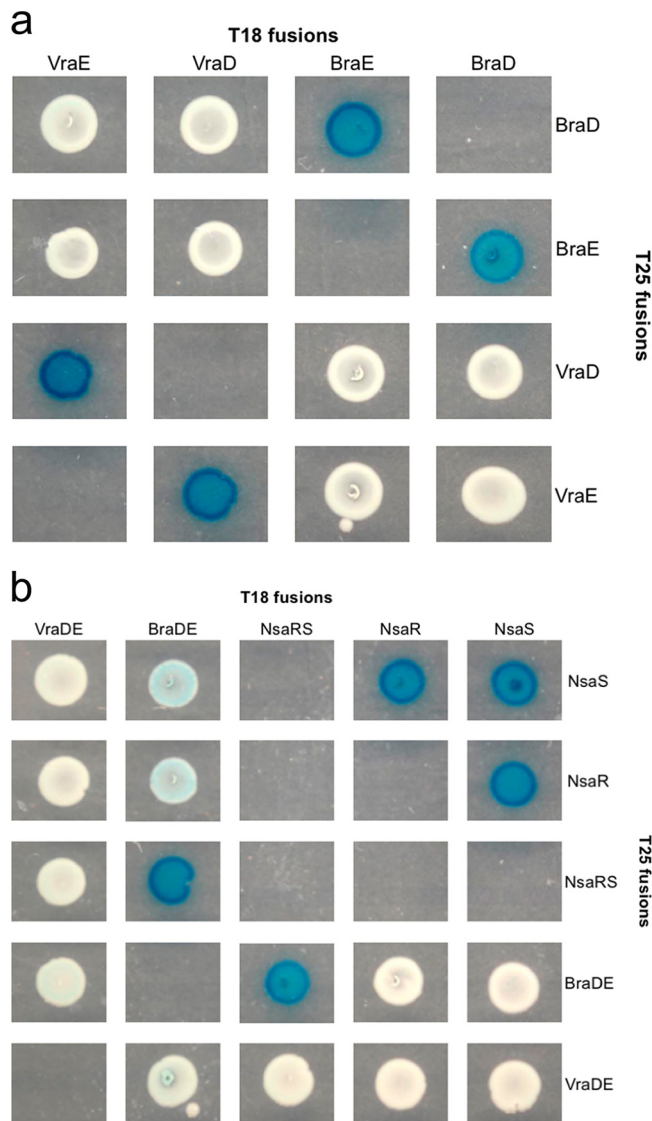 a
T18 fusions
VraE VraD BraE BraD
BraD
BraE
VraD
VraE
T25 fusions
b
T18 fusions
VraDE BraDE NsaRS NsaR NsaS
NsaS
NsaR
NsaRS
BraDE
VraDE
T25 fusions